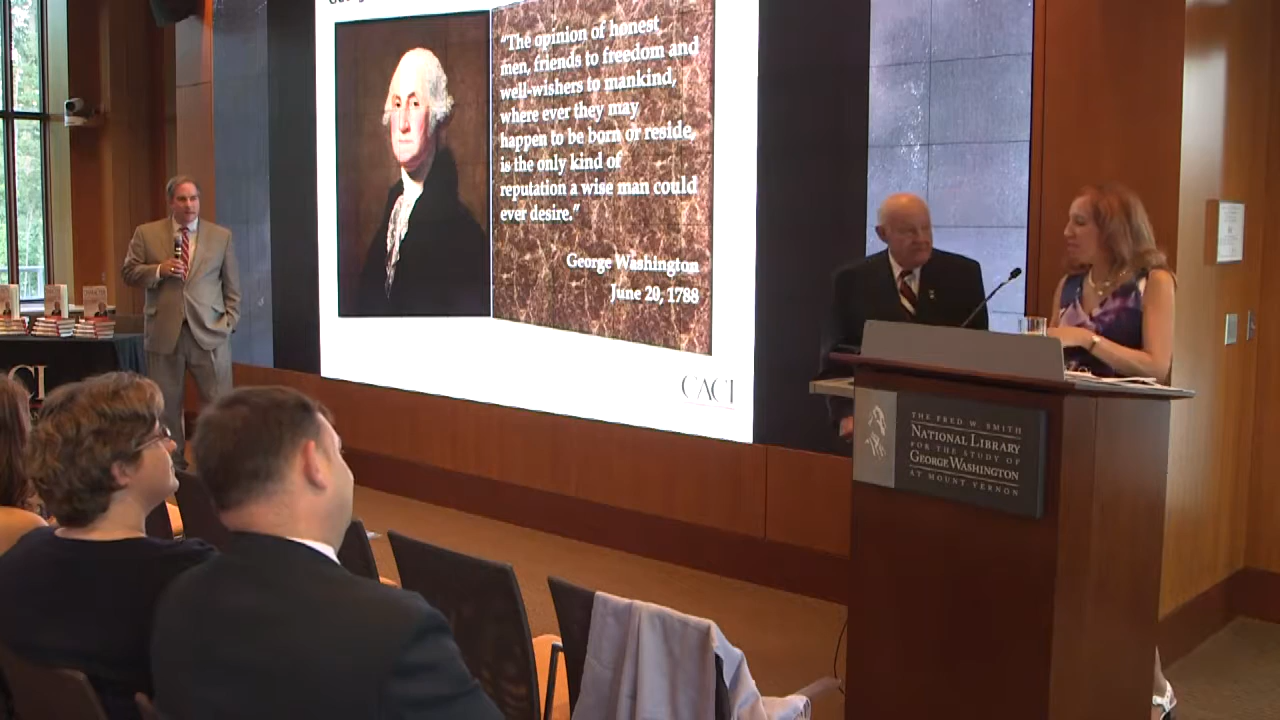 “The opinion of honest
men, friends to freedom and
well-wishers to mankind,
where ever they may
happen to be born or reside,
is the only kind of
reputation a wise man could
ever desire.”
George Washington
June 20, 1788
CACI
THE FRED W. SMITH
NATIONAL LIBRARY
FOR THE STUDY OF
GEORGE WASHINGTON
AT MOUNT VERNON
CI